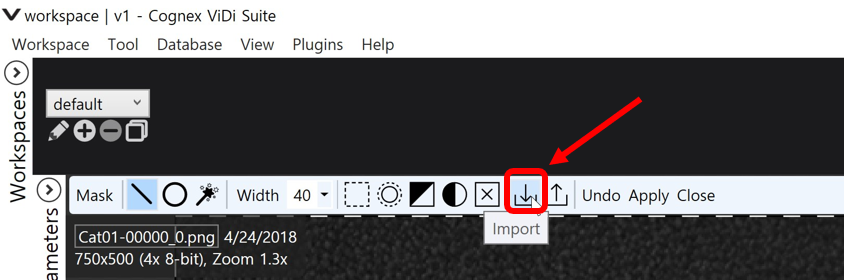 workspace | v1 - Cognex ViDi Suite
Workspace Tool Database View Plugins Help
Workspaces
default
Mask Width 40 Undo Apply Close
Import
ameters
Cat01-00000_0.png 4/24/2018
750x500 (4x 8-bit), Zoom 1.3x